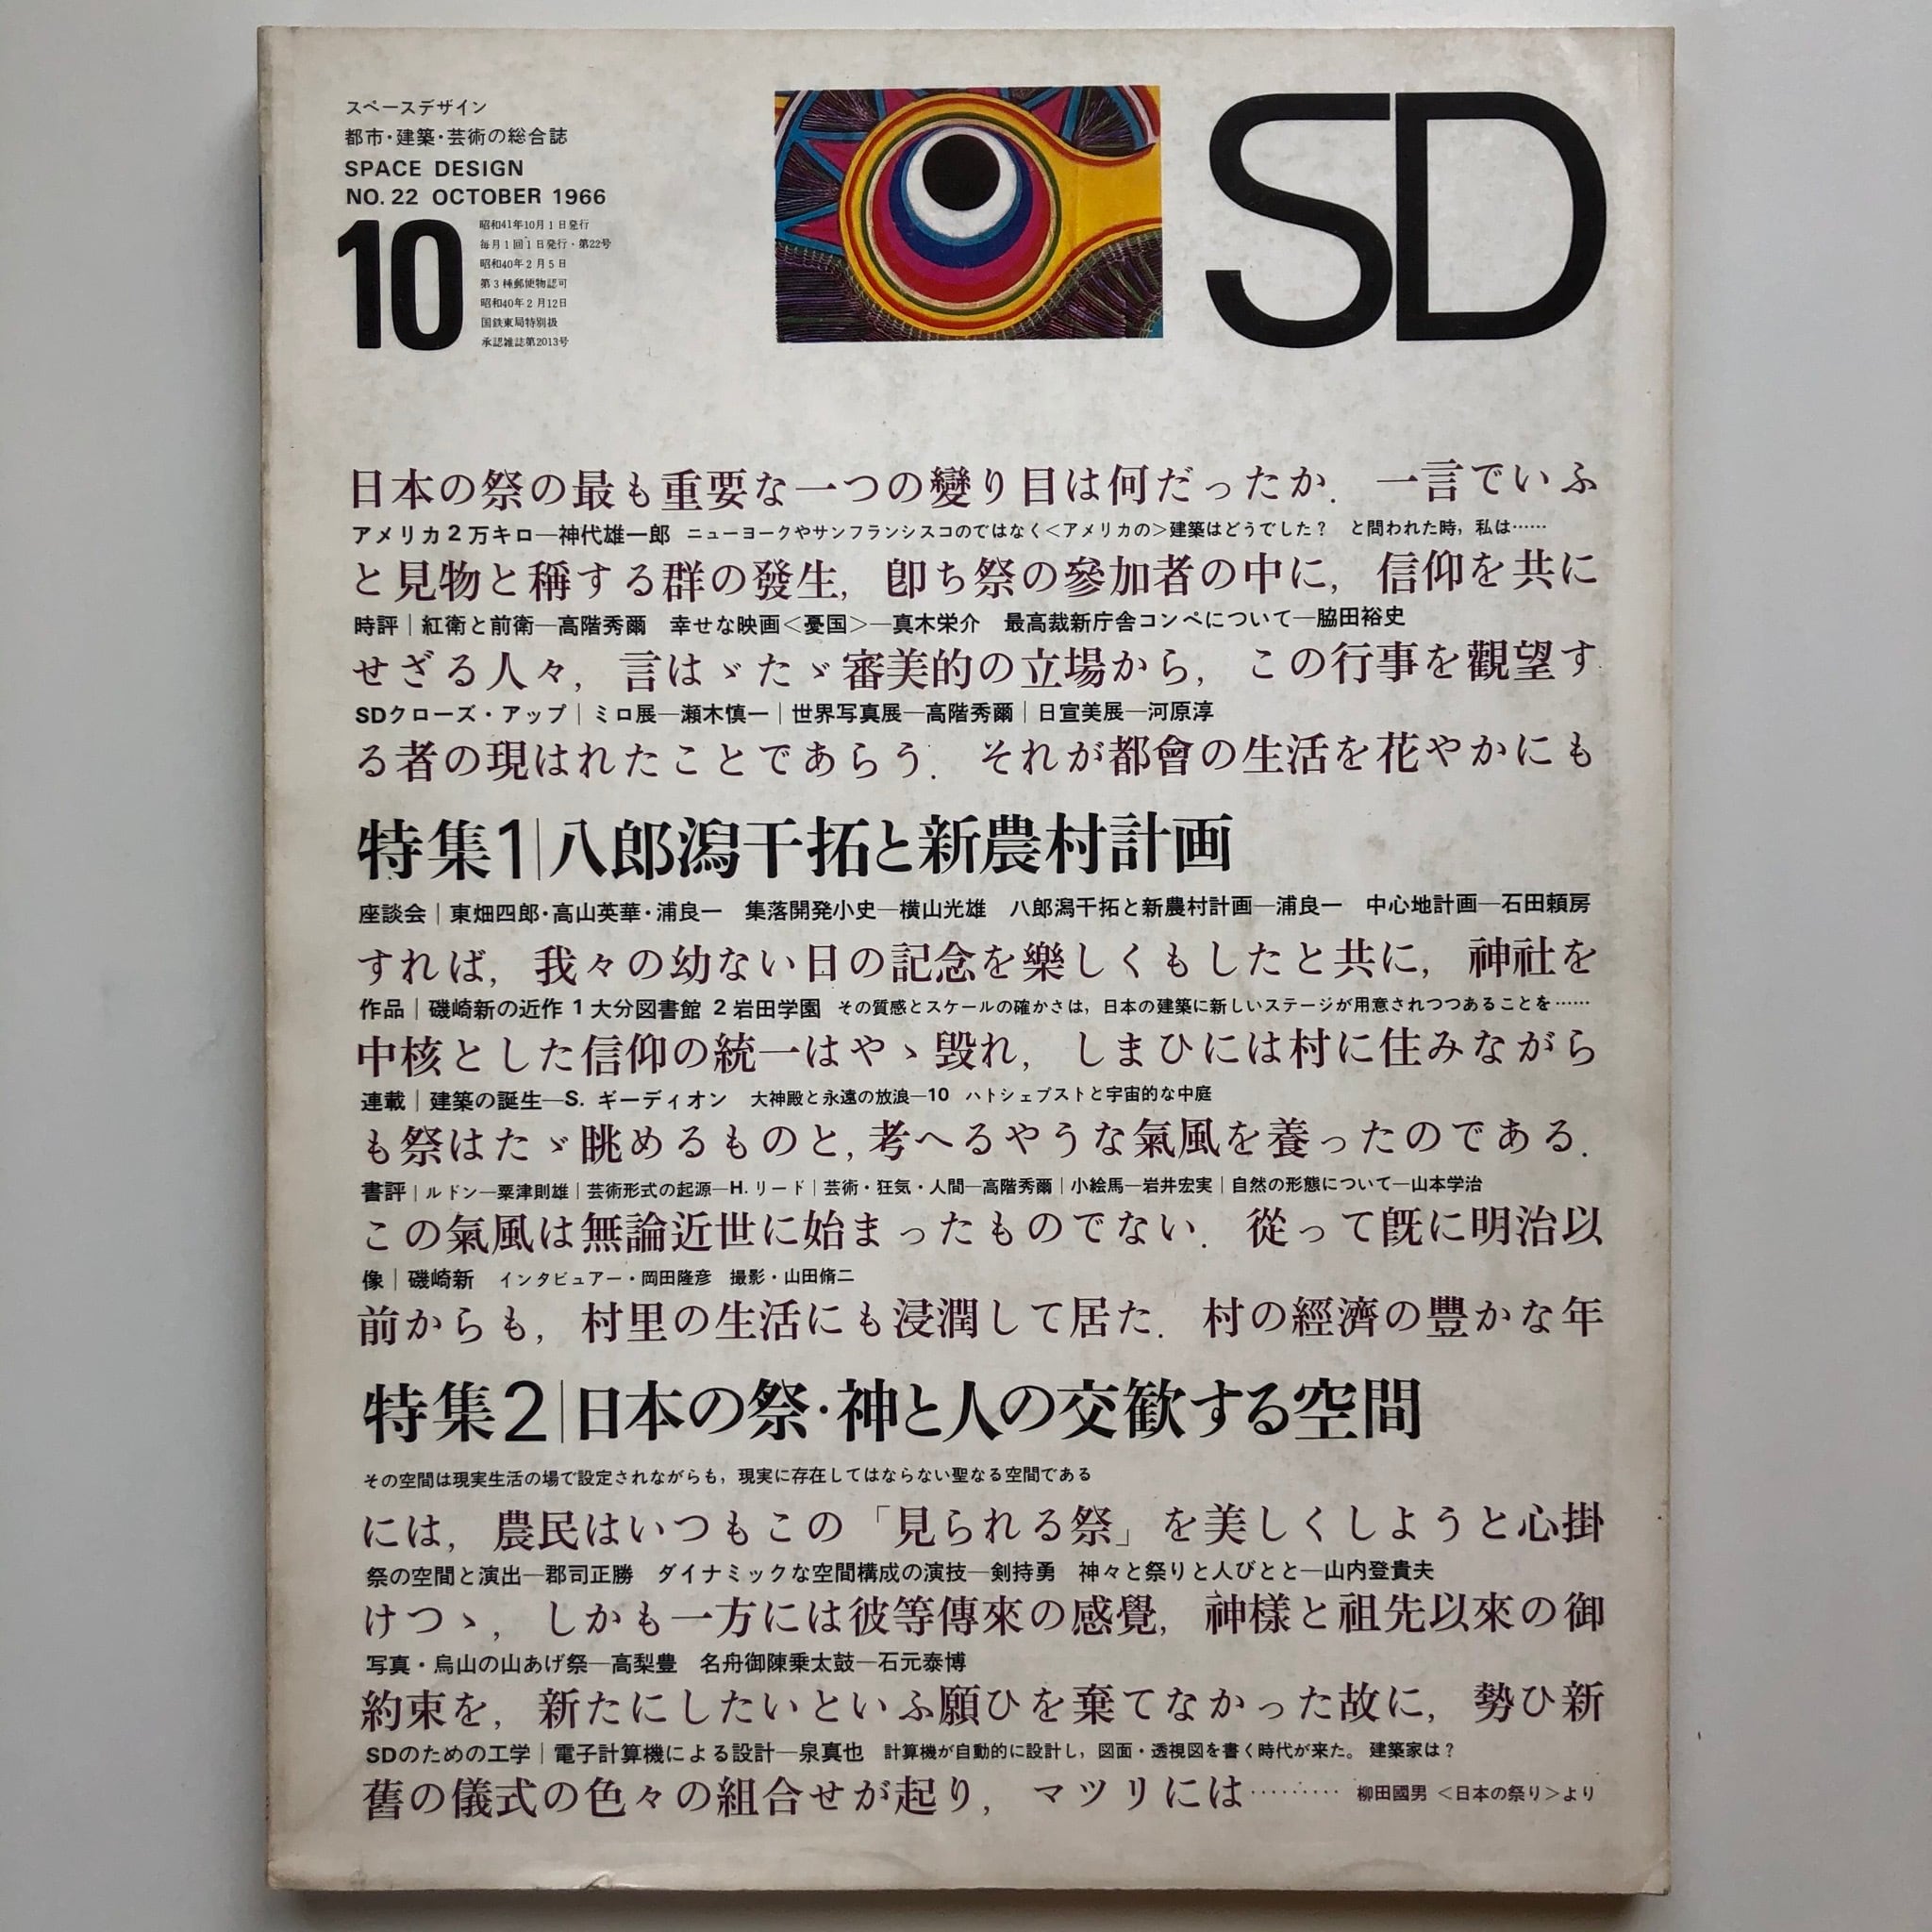 スペースデザイン
都市・建築・芸術の総合誌
SPACE DESIGN
NO. 22 OCTOBER 1966
10
昭和41年10月1日発行
毎月1回1日発行・第22号
昭和40年2月5日
第3種郵便物認可
昭和40年2月12日
国鉄東局特別扱
承認雑誌第2013号
SD
日本の祭の最も重要な一つの變り目は何だったか．一言でいふ
アメリカ2万キロ—神代雄一郎 ニューヨークやサンフランシスコのではなく<アメリカの>建築はどうでした？ と問われた時，私は……
と見物と稱する群の發生，卽ち祭の參加者の中に，信仰を共に
時評｜紅衛と前衛—高階秀爾 幸せな映画<憂国>—真木栄介 最高裁新庁舎コンペについて—脇田裕史
せざる人々，言はゞたゞ審美的の立場から，この行事を觀望す
SDクローズ・アップ｜ミロ展—瀬木慎一｜世界写真展—高階秀爾｜日宣美展—河原淳
る者の現はれたことであらう．それが都會の生活を花やかにも
特集1｜八郎潟干拓と新農村計画
座談会｜東畑四郎・高山英華・浦良一 集落開発小史—横山光雄 八郎潟干拓と新農村計画—浦良一 中心地計画—石田頼房
すれば，我々の幼ない日の記念を樂しくもしたと共に，神社を
作品｜磯崎新の近作 1 大分図書館 2 岩田学園 その質感とスケールの確かさは，日本の建築に新しいステージが用意されつつあることを……
中核とした信仰の統一はやゝ毀れ，しまひには村に住みながら
連載｜建築の誕生—S. ギーディオン 大神殿と永遠の放浪—10 ハトシェプストと宇宙的な中庭
も祭はたゞ眺めるものと，考へるやうな氣風を養ったのである．
書評｜ルドン—粟津則雄｜芸術形式の起源—H. リード｜芸術・狂気・人間—高階秀爾｜小絵馬—岩井宏実｜自然の形態について—山本学治
この氣風は無論近世に始まったものでない．從って旣に明治以
像｜磯崎新 インタビュアー・岡田隆彦 撮影・山田脩二
前からも，村里の生活にも浸潤して居た．村の經濟の豊かな年
特集2｜日本の祭・神と人の交歓する空間
その空間は現実生活の場で設定されながらも，現実に存在してはならない聖なる空間である
には，農民はいつもこの「見られる祭」を美しくしようと心掛
祭の空間と演出—郡司正勝 ダイナミックな空間構成の演技—剣持勇 神々と祭りと人びとと—山内登貴夫
けつゝ，しかも一方には彼等傳來の感覺，神樣と祖先以來の御
写真・烏山の山あげ祭—高梨豊 名舟御陳乗太鼓—石元泰博
約束を，新たにしたいといふ願ひを棄てなかった故に，勢ひ新
SDのための工学｜電子計算機による設計—泉真也 計算機が自動的に設計し，図面・透視図を書く時代が来た。建築家は？
舊の儀式の色々の組合せが起り，マツリには……… 柳田國男 <日本の祭り>より